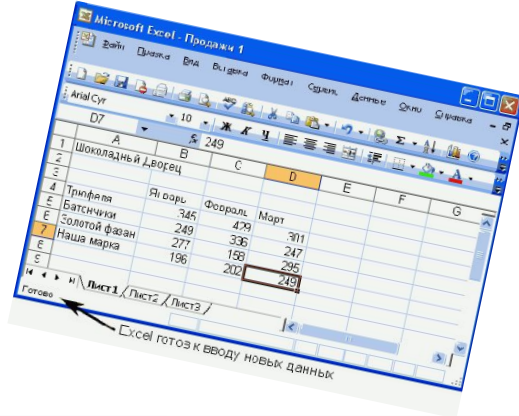 Microsoft Excel - Продажи 1
Файл Правка Вид Вставка Формат Сервис Данные Окно Справка
Arial Cyr 10 Ж К Ч
D7 fx 249
A B C D E F G
1 Шоколадный Дворец
2
3 Январь Февраль Март
4 Трюфеля 345 429 301
5 Батончики 249 336 247
6 Золотой фазан 277 158 295
7 Наша марка 196 202 249
8
9
Лист1 Лист2 Лист3
Готово
Excel готов к вводу новых данных